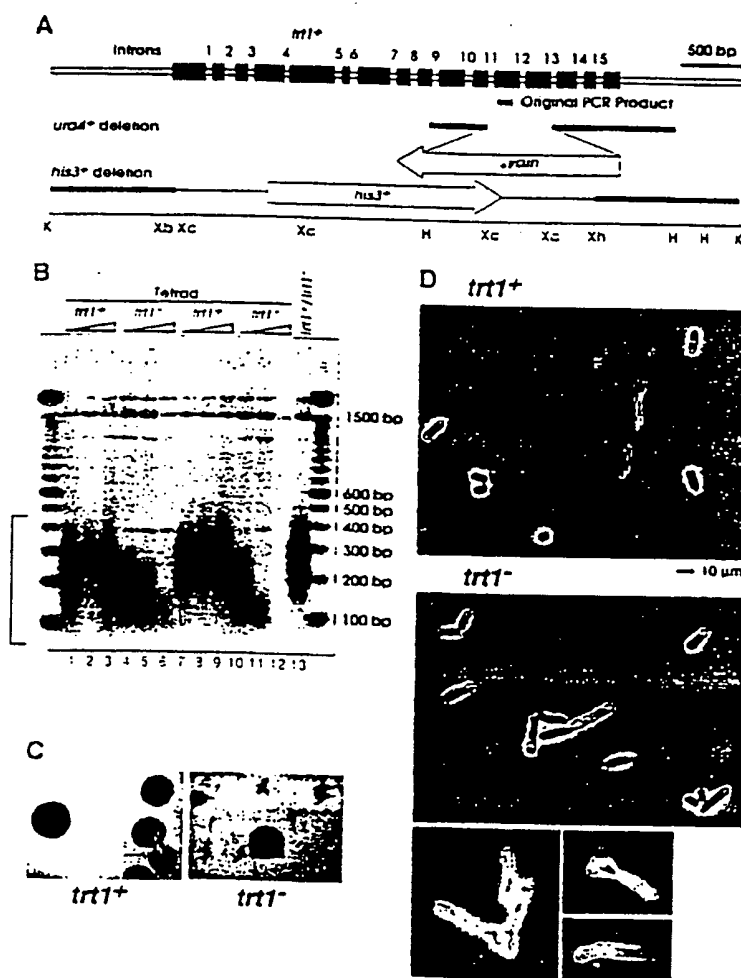 A
trt1⁺
Introns 1 2 3 4 5 6 7 8 9 10 11 12 13 14 15
500 bp
Original PCR Product
ura4⁺ deletion
ura4⁺
his3⁺ deletion
his3⁺
K Xb Xc Xc H Xc Xc Xh H H K
B
Tetrad
trt1⁺ trt1⁻ trt1⁺ trt1⁻
1500 bp
600 bp
500 bp
400 bp
300 bp
200 bp
100 bp
1 2 3 4 5 6 7 8 9 10 11 12 13
C
trt1⁺ trt1⁻
D
trt1⁺
10 μm
trt1⁻